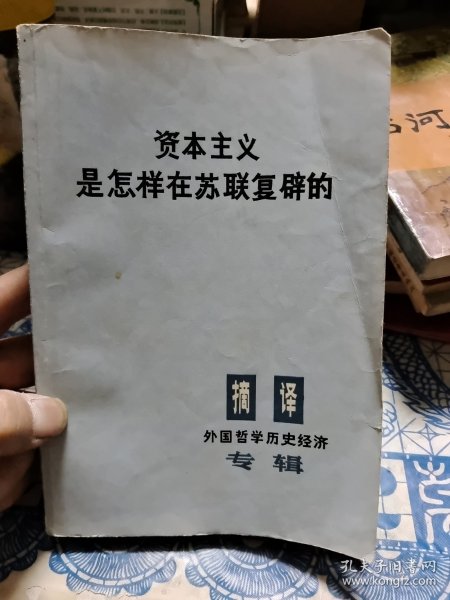 资本主义
是怎样在苏联复辟的
摘译
外国哲学历史经济
专辑
河
孔夫子旧书网
www.kongfz.com